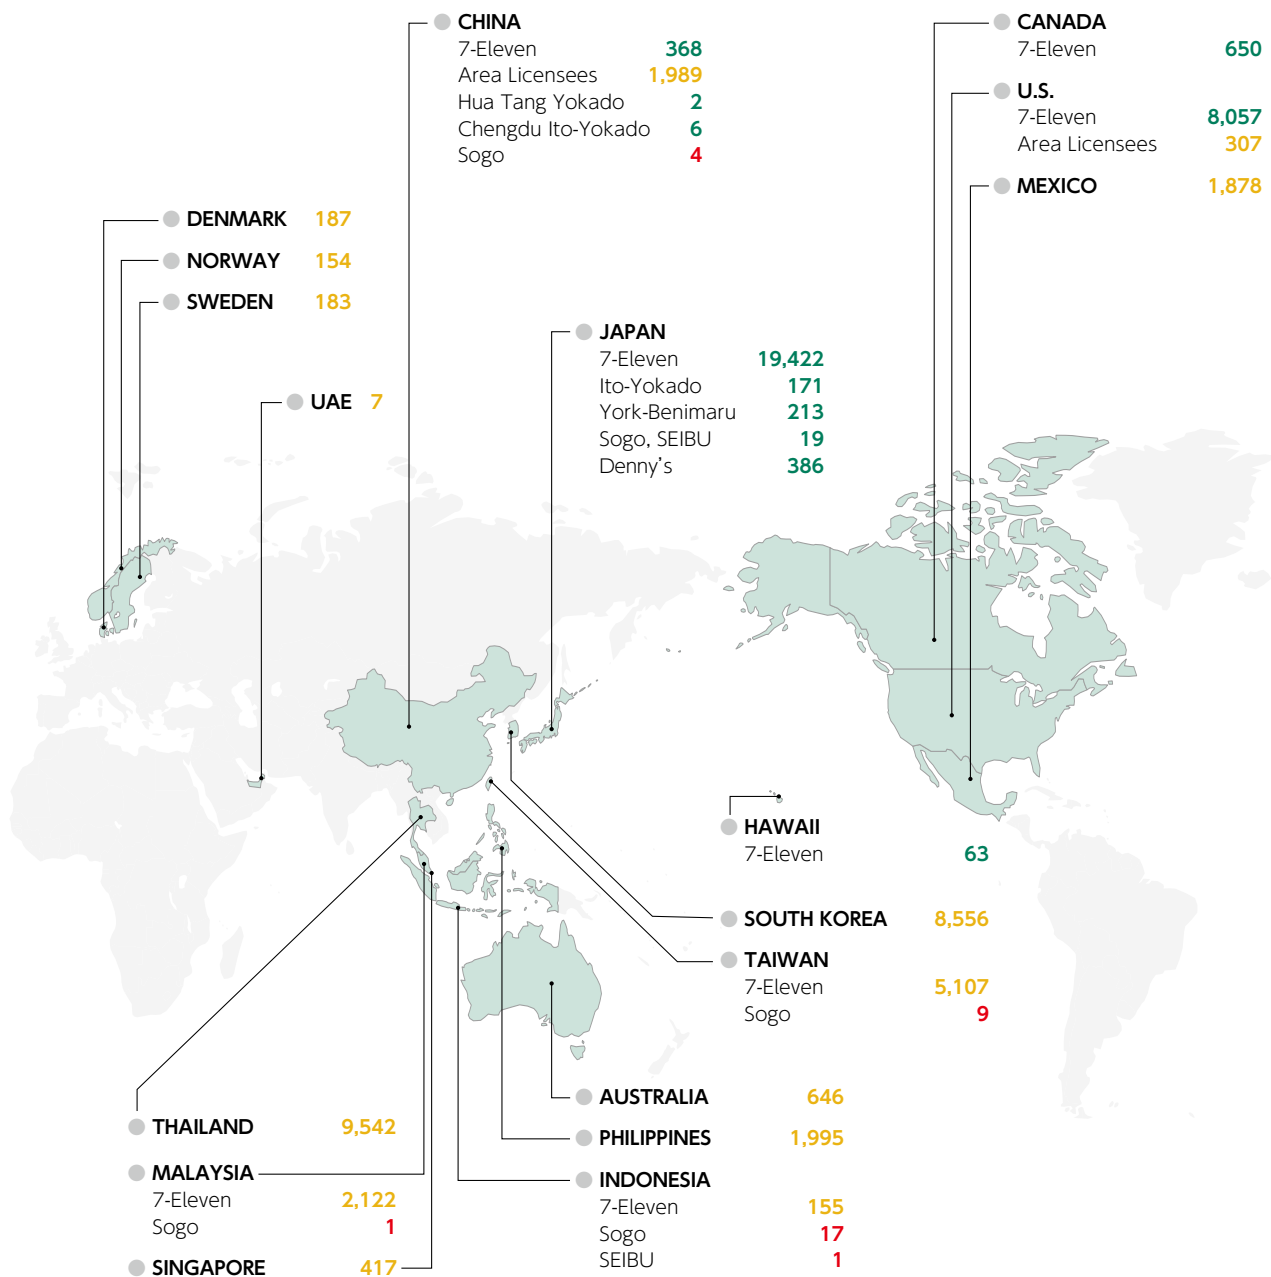 CHINA
7-Eleven 368
Area Licensees 1,989
Hua Tang Yokado 2
Chengdu Ito-Yokado 6
Sogo 4
CANADA
7-Eleven 650
U.S.
7-Eleven 8,057
Area Licensees 307
MEXICO 1,878
DENMARK 187
NORWAY 154
SWEDEN 183
UAE 7
JAPAN
7-Eleven 19,422
Ito-Yokado 171
York-Benimaru 213
Sogo, SEIBU 19
Denny's 386
HAWAII
7-Eleven 63
SOUTH KOREA 8,556
TAIWAN
7-Eleven 5,107
Sogo 9
THAILAND 9,542
MALAYSIA
7-Eleven 2,122
Sogo 1
SINGAPORE 417
AUSTRALIA 646
PHILIPPINES 1,995
INDONESIA
7-Eleven 155
Sogo 17
SEIBU 1